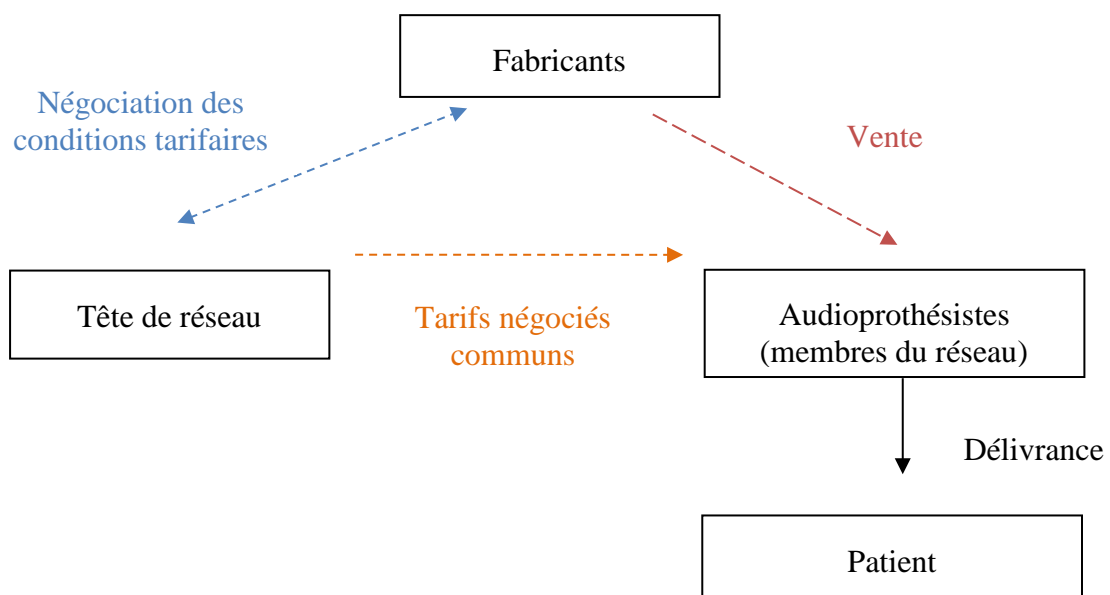 Fabricants
Négociation des
conditions tarifaires
Vente
Tête de réseau
Tarifs négociés
communs
Audioprothésistes
(membres du réseau)
Délivrance
Patient